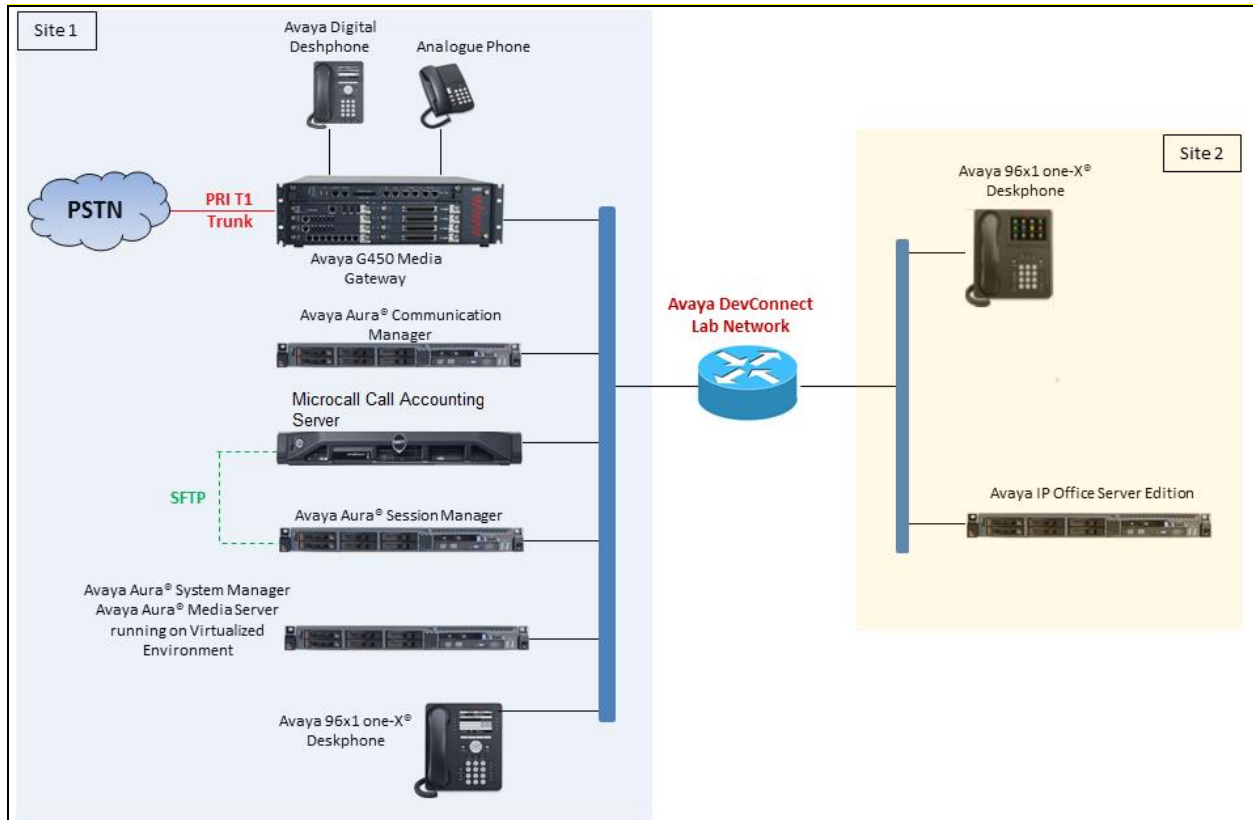 Site 1
Avaya Digital
Deshphone
Analogue Phone
PSTN
PRI T1
Trunk
AVAYA
Avaya G450 Media
Gateway
Avaya Aura® Communication
Manager
Microcall Call Accounting
Server
SFTP
Avaya Aura® Session Manager
Avaya Aura® System Manager
Avaya Aura® Media Server
running on Virtualized
Environment
Avaya 96x1 one-X®
Deskphone
Avaya DevConnect
Lab Network
Site 2
Avaya 96x1 one-X®
Deskphone
Avaya IP Office Server Edition